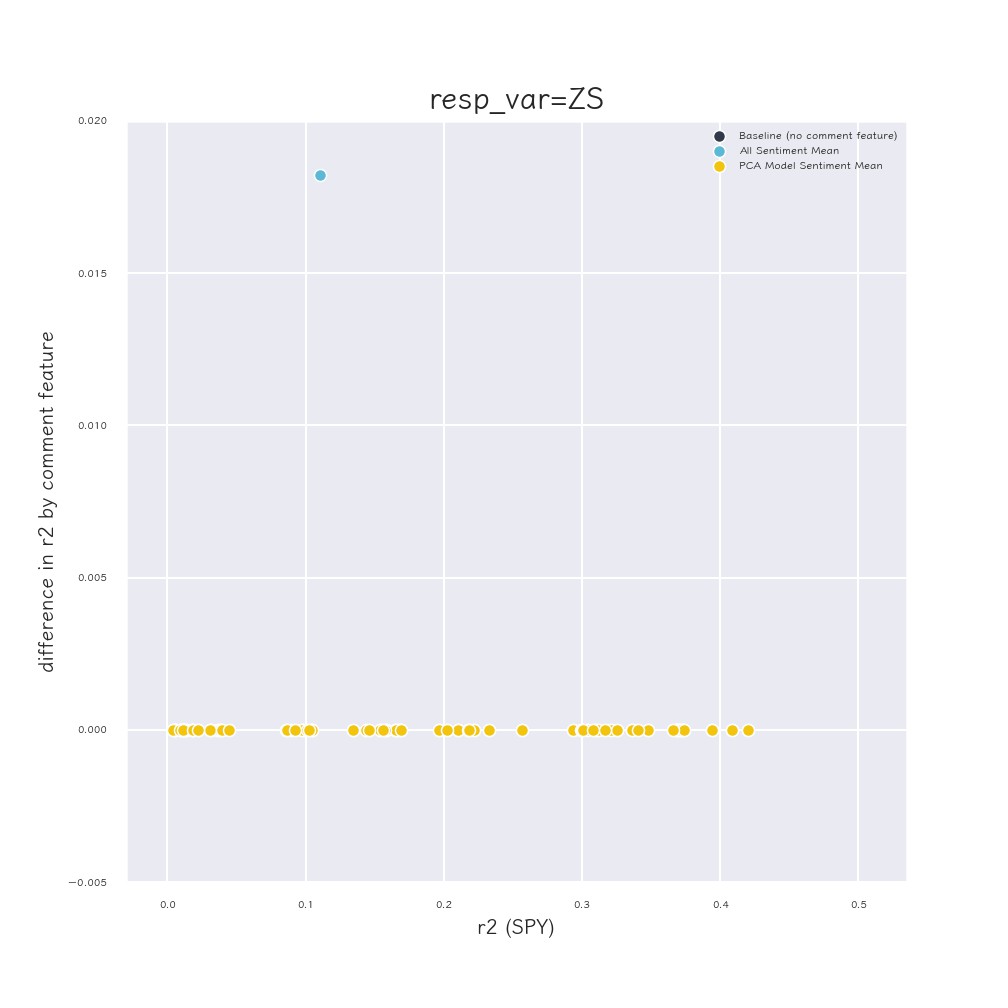 resp_var=ZS
0.020
0.015
0.010
0.005
0.000
−0.005
difference in r2 by comment feature
Baseline (no comment feature)
All Sentiment Mean
PCA Model Sentiment Mean
0.0 0.1 0.2 0.3 0.4 0.5
r2 (SPY)